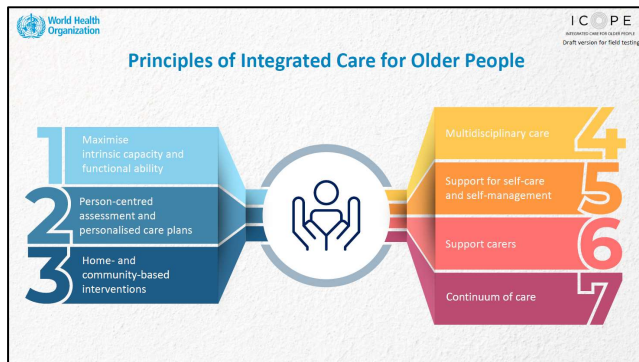 World Health
Organization
ICOPE
INTEGRATED CARE FOR OLDER PEOPLE
Draft version for field testing
Principles of Integrated Care for Older People
1
Maximise
intrinsic capacity and
functional ability
2
Person-centred
assessment and
personalised care plans
3
Home- and
community-based
interventions
Multidisciplinary care
4
Support for self-care
and self-management
5
Support carers
6
Continuum of care
7